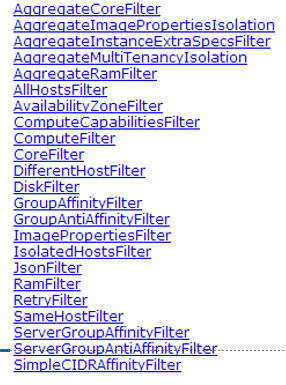 AggregateCoreFilter
AggregateImagePropertiesIsolation
AggregateInstanceExtraSpecsFilter
AggregateMultiTenancyIsolation
AggregateRamFilter
AllHostsFilter
AvailabilityZoneFilter
ComputeCapabilitiesFilter
ComputeFilter
CoreFilter
DifferentHostFilter
DiskFilter
GroupAffinityFilter
GroupAntiAffinityFilter
ImagePropertiesFilter
IsolatedHostsFilter
JsonFilter
RamFilter
RetryFilter
SameHostFilter
ServerGroupAffinityFilter
ServerGroupAntiAffinityFilter
SimpleCIDRAffinityFilter